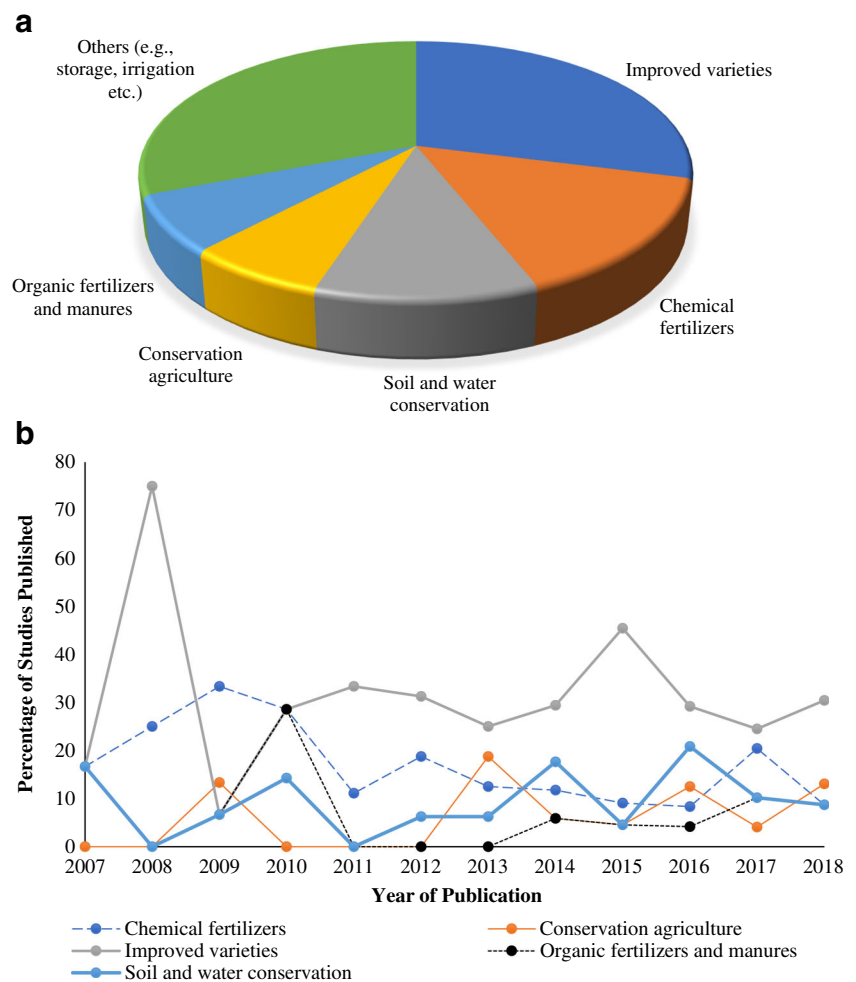 a
Others (e.g.,
storage, irrigation
etc.)
Improved varieties
Organic fertilizers
and manures
Chemical
fertilizers
Conservation
agriculture
Soil and water
conservation
b
Percentage of Studies Published
80
70
60
50
40
30
20
10
0
2007 2008 2009 2010 2011 2012 2013 2014 2015 2016 2017 2018
Year of Publication
Chemical fertilizers
Conservation agriculture
Improved varieties
Organic fertilizers and manures
Soil and water conservation